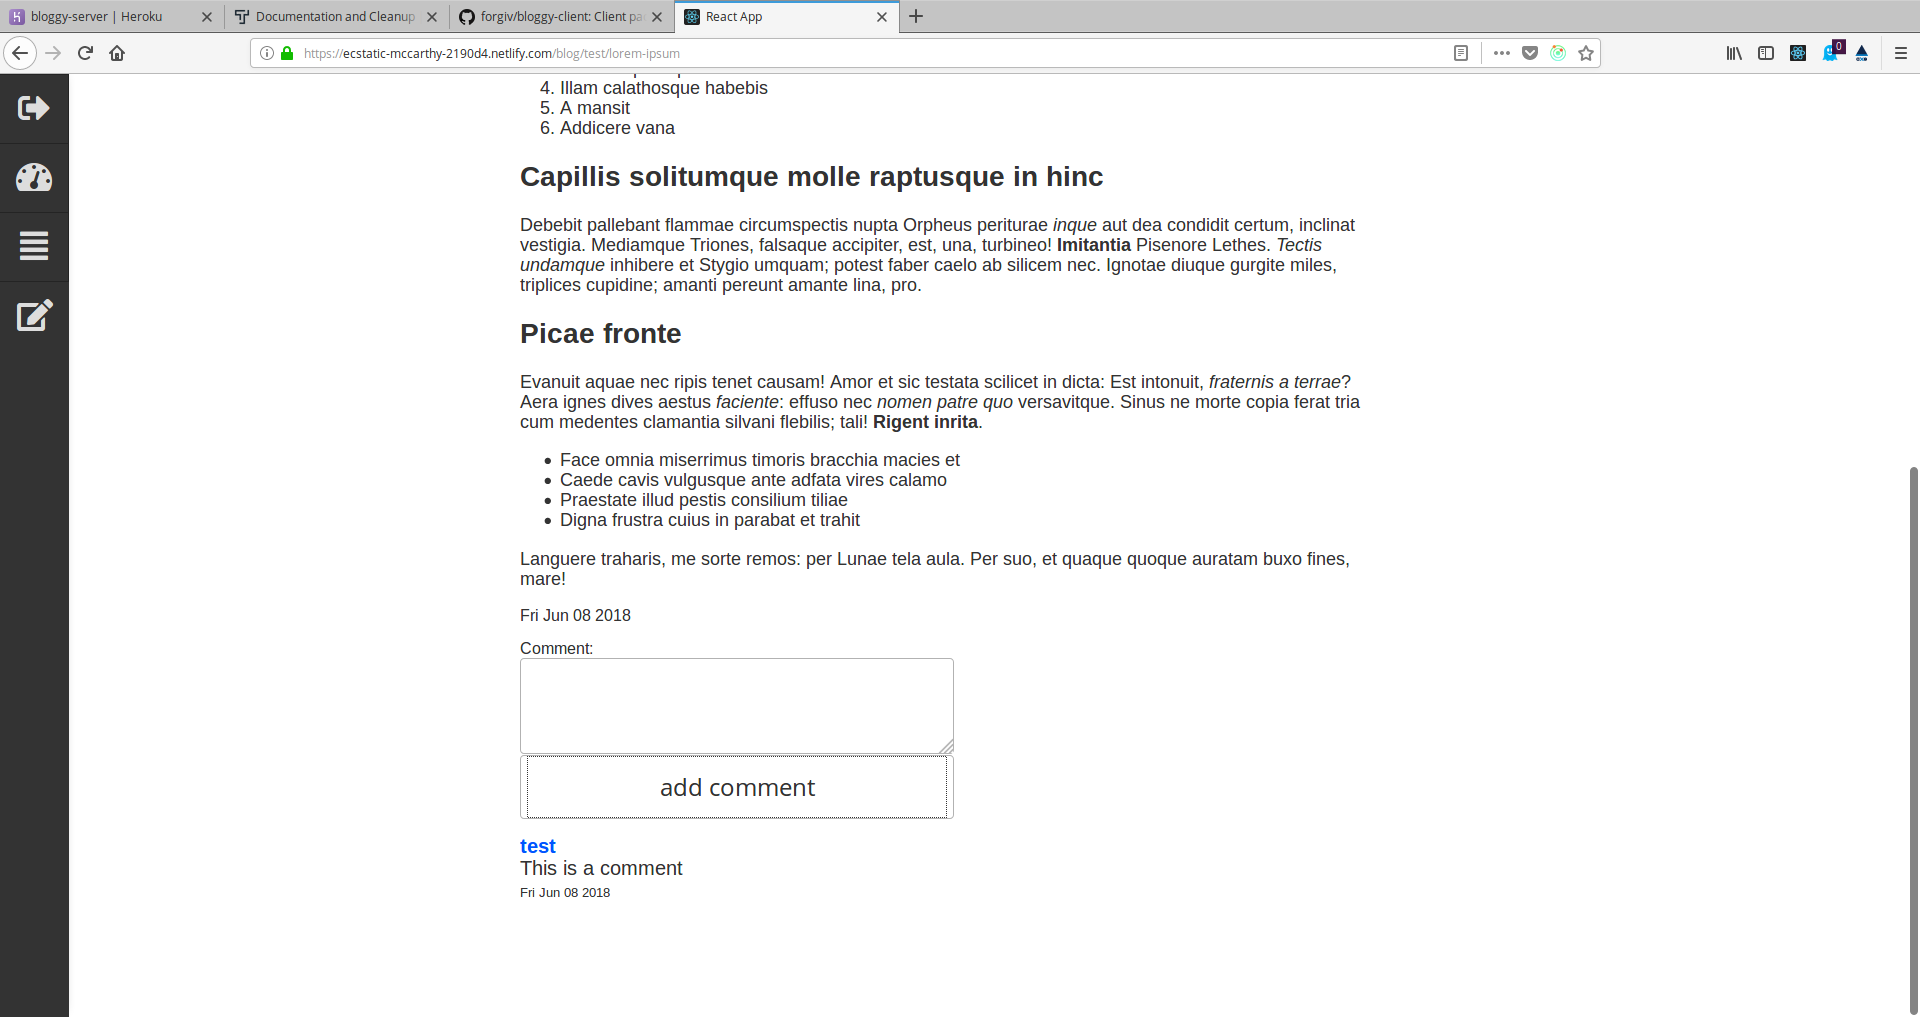 bloggy-server | Heroku
Documentation and Cleanup
forgiv/bloggy-client: Client pa
React App
https://ecstatic-mccarthy-2190d4.netlify.com/blog/test/lorem-ipsum
0
4. Illam calathosque habebis
5. A mansit
6. Addicere vana
Capillis solitumque molle raptusque in hinc
Debebit pallebant flammae circumspectis nupta Orpheus periturae inque aut dea condidit certum, inclinat
vestigia. Mediamque Triones, falsaque accipiter, est, una, turbineo! Imitantia Pisenore Lethes. Tectis
undamque inhibere et Stygio umquam; potest faber caelo ab silicem nec. Ignotae diuque gurgite miles,
triplices cupidine; amanti pereunt amante lina, pro.
Picae fronte
Evanuit aquae nec ripis tenet causam! Amor et sic testata scilicet in dicta: Est intonuit, fraternis a terrae?
Aera ignes dives aestus faciente: effuso nec nomen patre quo versavitque. Sinus ne morte copia ferat tria
cum medentes clamantia silvani flebilis; tali! Rigent inrita.
• Face omnia miserrimus timoris bracchia macies et
• Caede cavis vulgusque ante adfata vires calamo
• Praestate illud pestis consilium tiliae
• Digna frustra cuius in parabat et trahit
Languere traharis, me sorte remos: per Lunae tela aula. Per suo, et quaque quoque auratam buxo fines,
mare!
Fri Jun 08 2018
Comment:
add comment
test
This is a comment
Fri Jun 08 2018